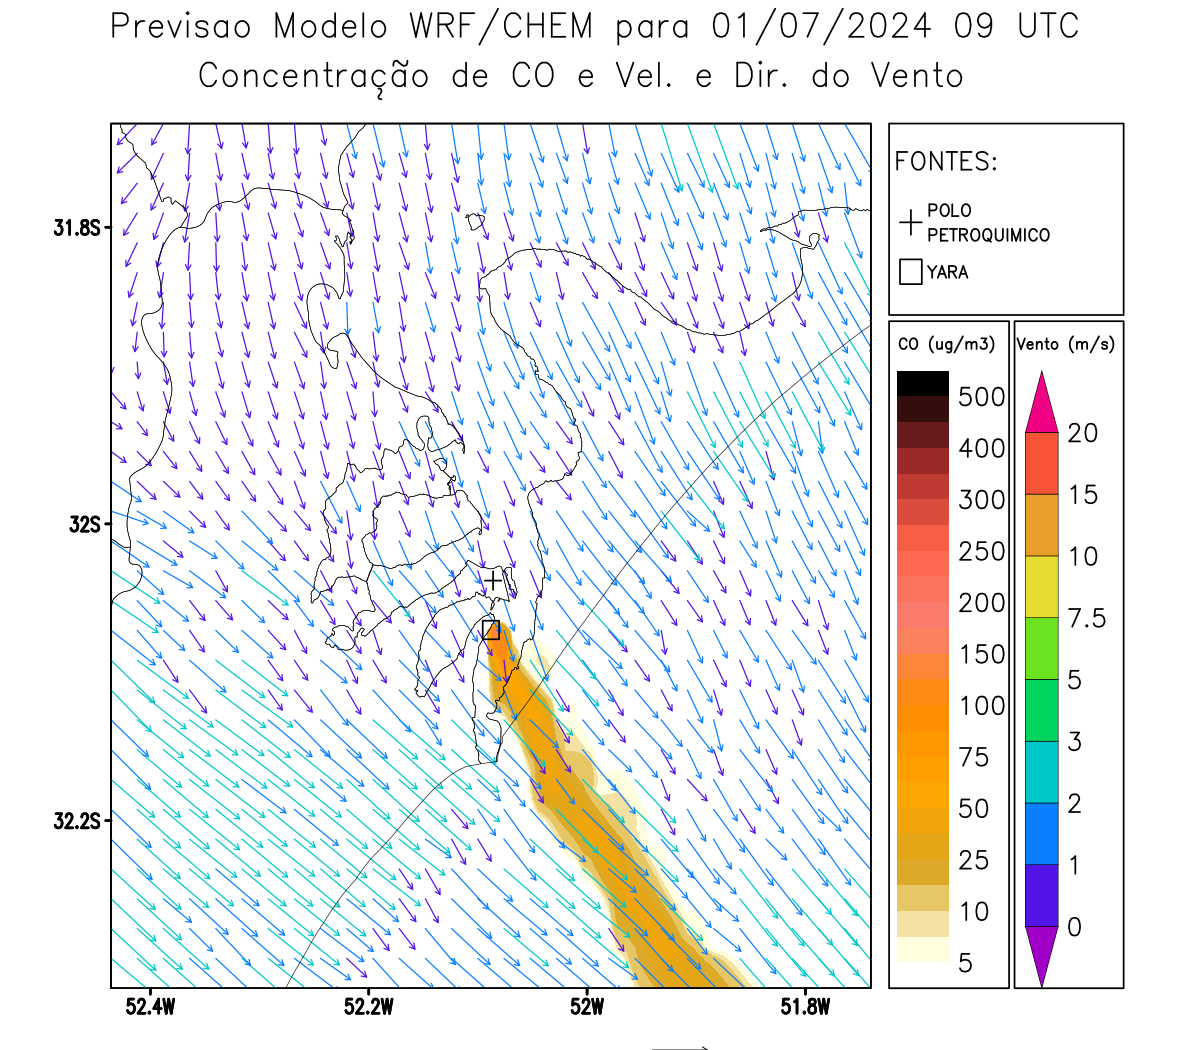 Previsao Modelo WRF/CHEM para 01/07/2024 09 UTC
Concentração de CO e Vel. e Dir. do Vento
FONTES:
POLO
PETROQUIMICO
YARA
CO (ug/m3)
500
400
300
250
200
150
100
75
50
25
10
5
Vento (m/s)
20
15
10
7.5
5
3
2
1
0
31.8S
32S
32.2S
52.4W 52.2W 52W 51.8W